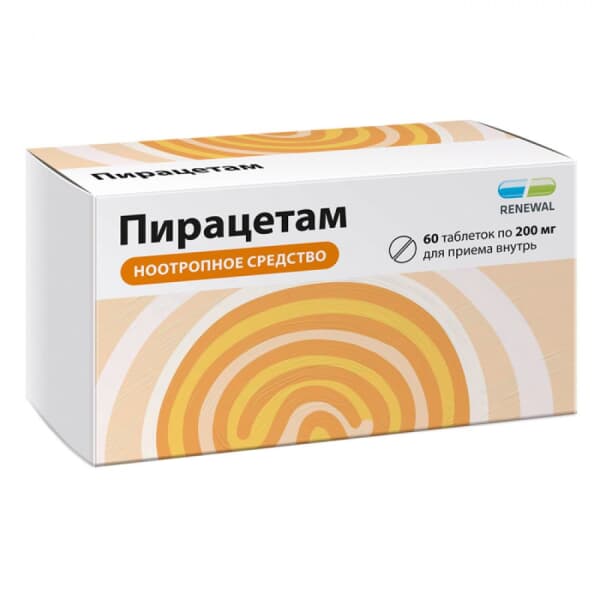 Пирацетам
Пирацетам
НООТРОПНОЕ СРЕДСТВО
RENEWAL
60 таблеток по 200 мг
для приема внутрь